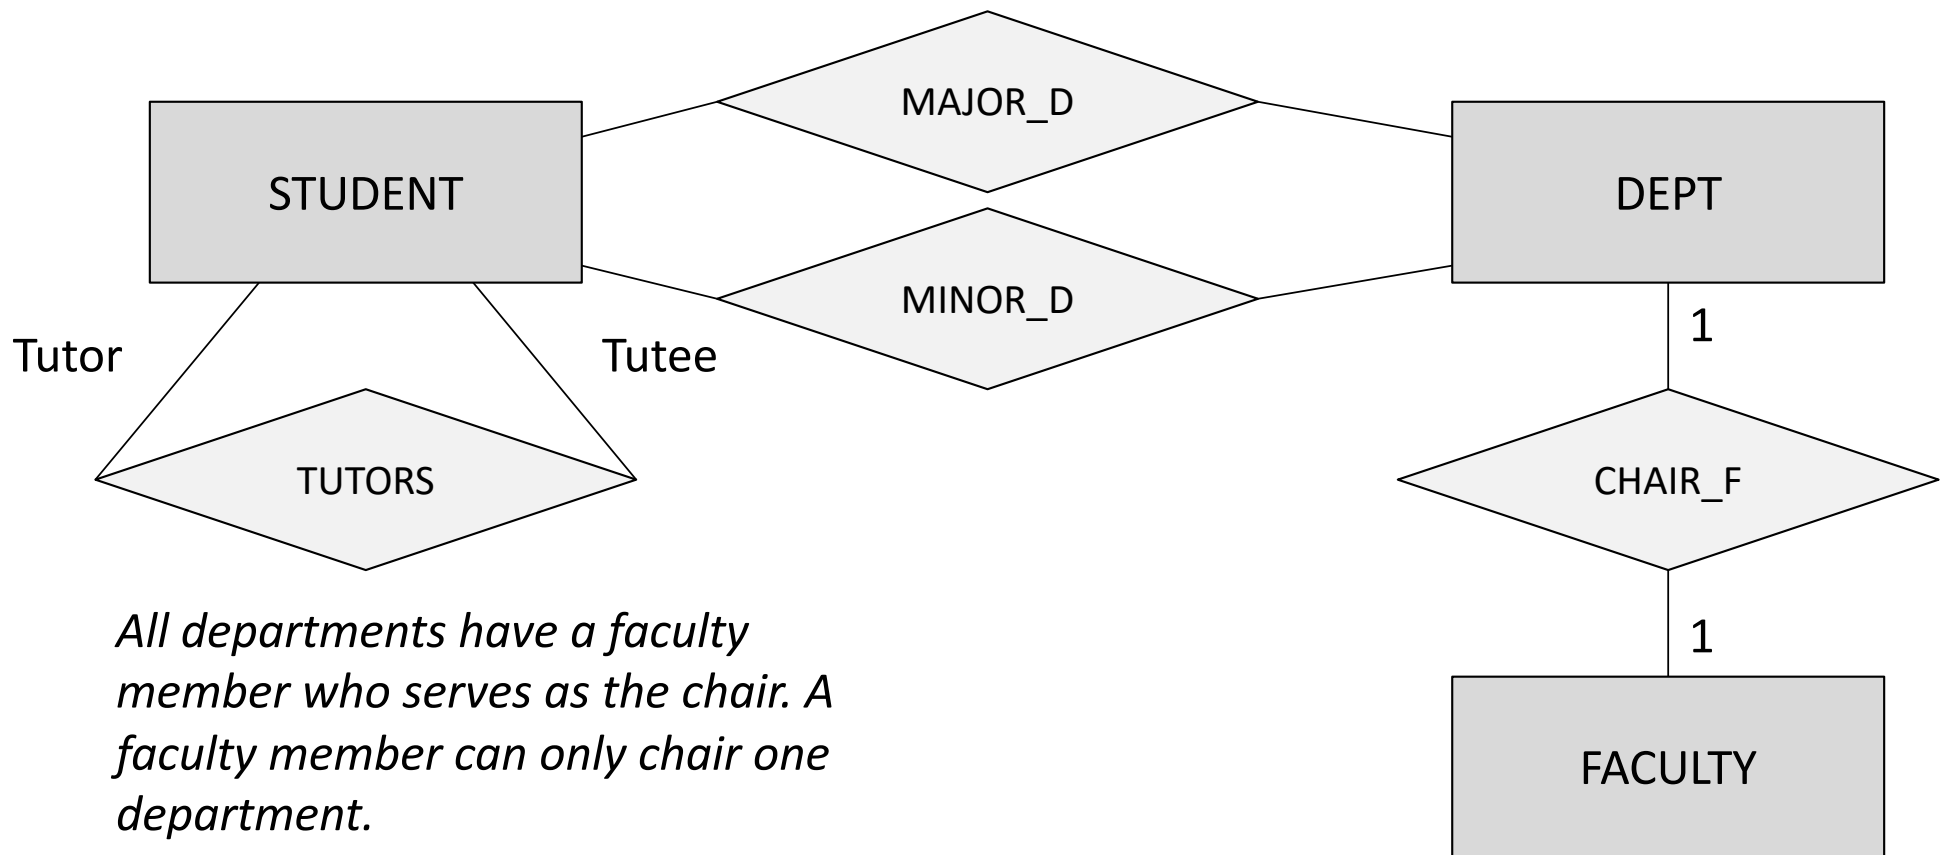 MAJOR_D
STUDENT
DEPT
MINOR_D
1
Tutor
Tutee
TUTORS
CHAIR_F
All departments have a faculty
member who serves as the chair. A
faculty member can only chair one
department.
1
FACULTY